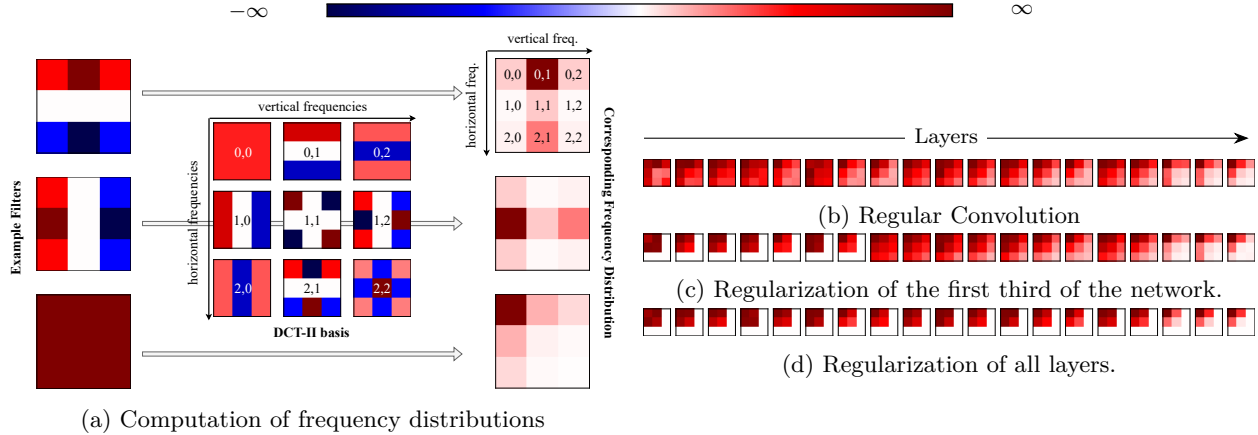 −∞
∞
Example Filters
vertical frequencies
horizontal frequencies
0,0
0,1
0,2
1,0
1,1
1,2
2,0
2,1
2,2
DCT-II basis
vertical freq.
horizontal freq.
0,0
0,1
0,2
1,0
1,1
1,2
2,0
2,1
2,2
Corresponding Frequency Distribution
(a) Computation of frequency distributions
Layers
(b) Regular Convolution
(c) Regularization of the first third of the network.
(d) Regularization of all layers.